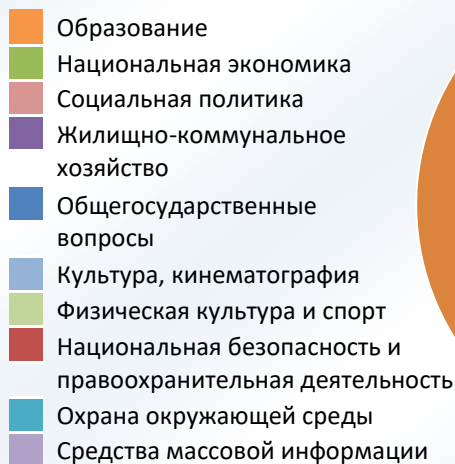 Образование
Национальная экономика
Социальная политика
Жилищно-коммунальное
хозяйство
Общегосударственные
вопросы
Культура, кинематография
Физическая культура и спорт
Национальная безопасность и
правоохранительная деятельность
Охрана окружающей среды
Средства массовой информации